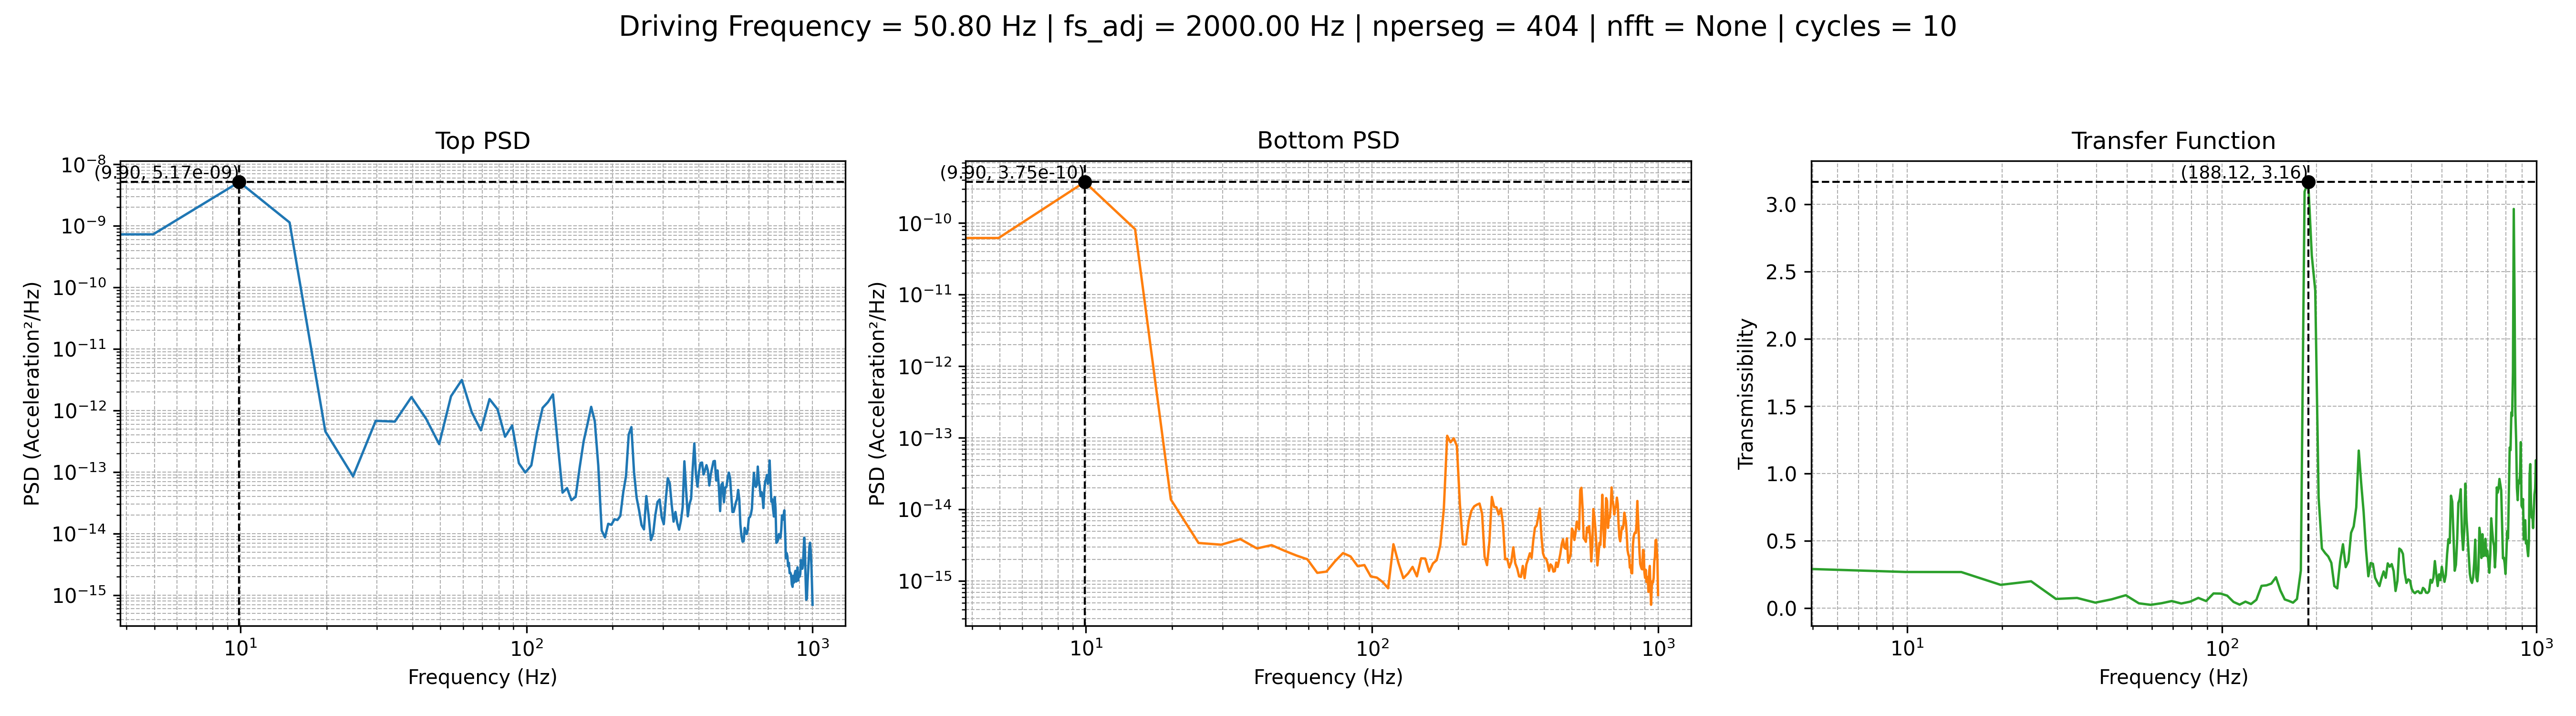 Driving Frequency = 50.80 Hz | fs_adj = 2000.00 Hz | nperseg = 404 | nfft = None | cycles = 10
Top PSD
(9.90, 5.17e-09)
10⁻⁸
10⁻⁹
10⁻¹⁰
10⁻¹¹
10⁻¹²
10⁻¹³
10⁻¹⁴
10⁻¹⁵
PSD (Acceleration²/Hz)
10¹
10²
10³
Frequency (Hz)
Bottom PSD
(9.90, 3.75e-10)
10⁻¹⁰
10⁻¹¹
10⁻¹²
10⁻¹³
10⁻¹⁴
10⁻¹⁵
PSD (Acceleration²/Hz)
10¹
10²
10³
Frequency (Hz)
Transfer Function
(188.12, 3.16)
3.0
2.5
2.0
1.5
1.0
0.5
0.0
Transmissibility
10¹
10²
10³
Frequency (Hz)